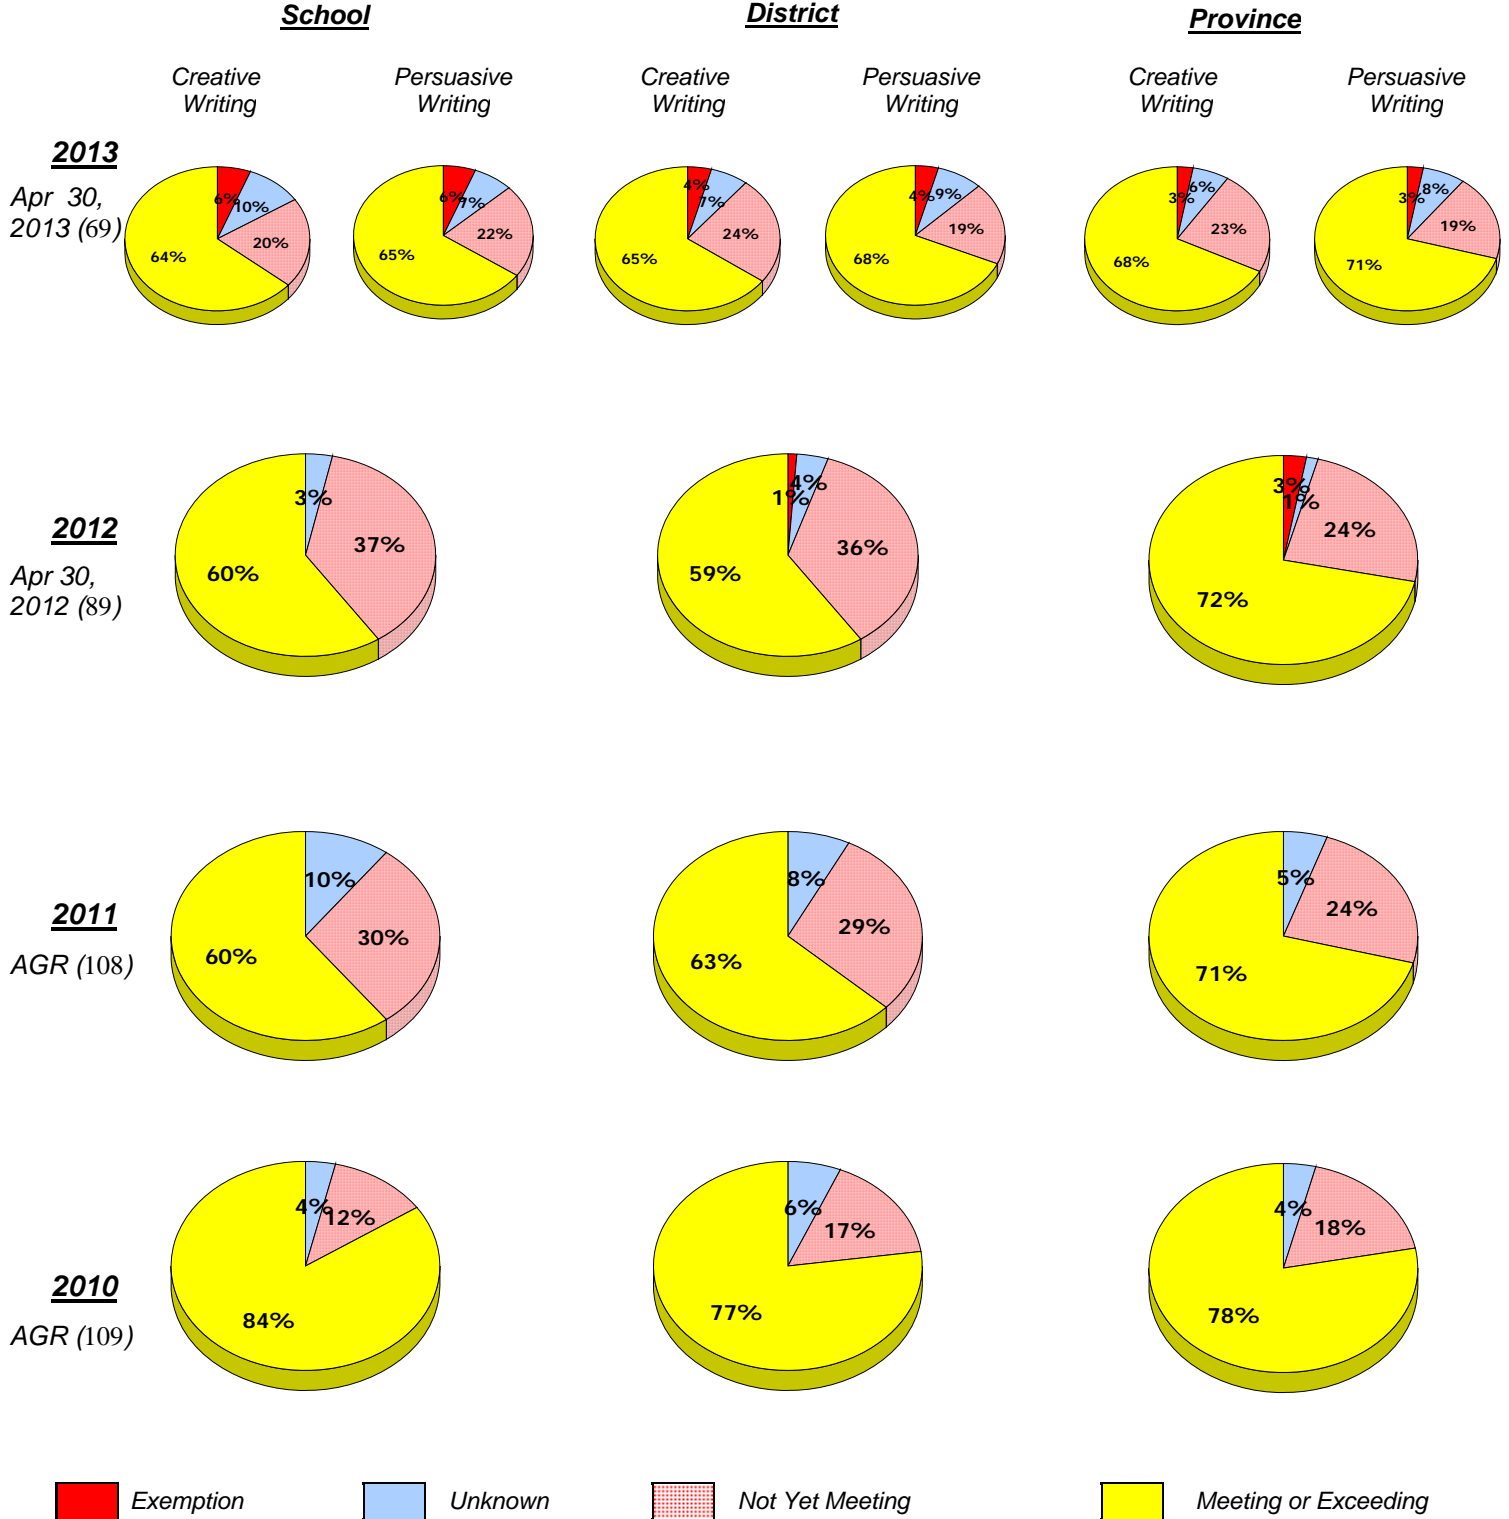 School District Province
Creative Persuasive Creative Persuasive Creative Persuasive
Writing Writing Writing Writing Writing Writing
2013
Apr 30,
2013 (69)
6% 10% 20% 64%
6% 7% 22% 65%
4% 7% 24% 65%
4% 9% 19% 68%
3% 6% 23% 68%
3% 8% 19% 71%
2012
Apr 30,
2012 (89)
3% 37% 60%
1% 4% 36% 59%
3% 1% 24% 72%
2011
AGR (108)
10% 30% 60%
8% 29% 63%
5% 24% 71%
2010
AGR (109)
4% 12% 84%
6% 17% 77%
4% 18% 78%
Exemption Unknown Not Yet Meeting Meeting or Exceeding